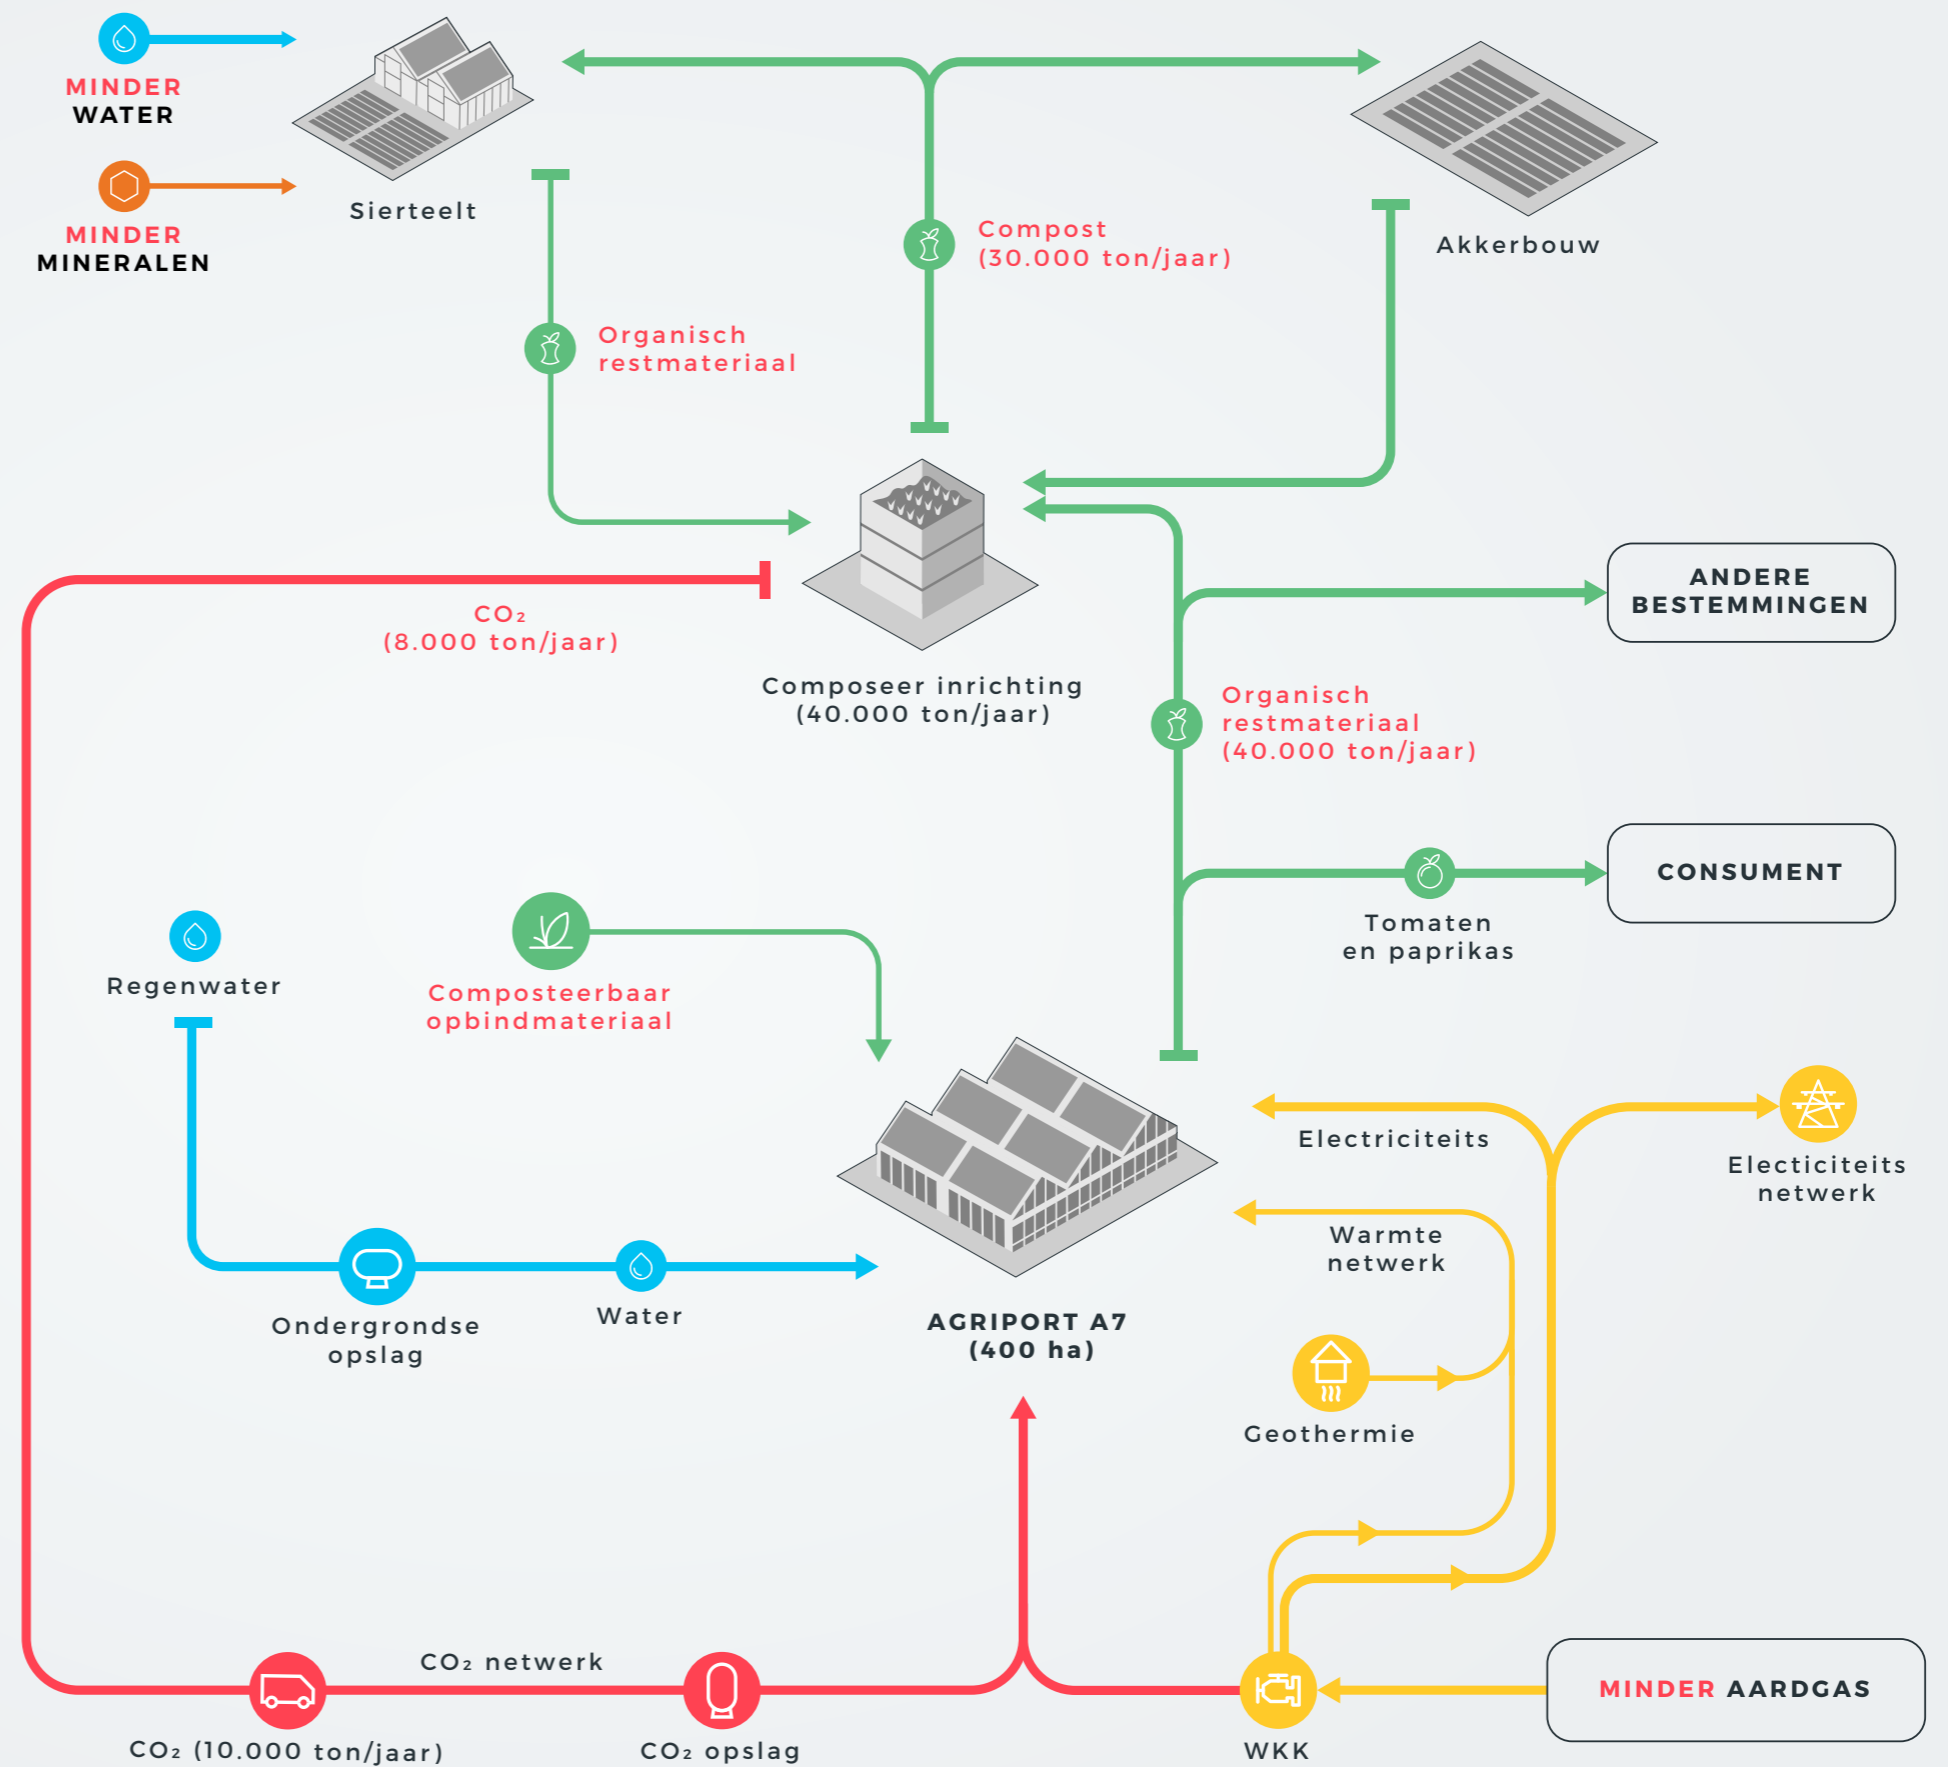 MINDER
WATER
MINDER
MINERALEN
Sierteelt
Compost
(30.000 ton/jaar)
Akkerbouw
Organisch
restmateriaal
CO₂
(8.000 ton/jaar)
Composeer inrichting
(40.000 ton/jaar)
ANDERE
BESTEMMINGEN
Organisch
restmateriaal
(40.000 ton/jaar)
CONSUMENT
Tomaten
en paprikas
Regenwater
Composteerbaar
opbindmateriaal
Electriciteits
Electiciteits
netwerk
Warmte
netwerk
Ondergrondse
opslag
Water
AGRIPORT A7
(400 ha)
Geothermie
CO₂ netwerk
MINDER AARDGAS
CO₂ (10.000 ton/jaar)
CO₂ opslag
WKK